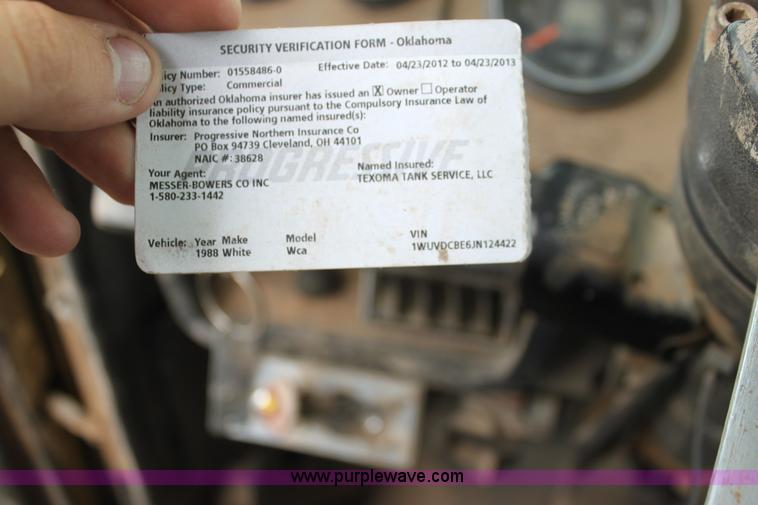 SECURITY VERIFICATION FORM - Oklahoma
icy Number: 01558486-0 Effective Date: 04/23/2012 to 04/23/2013
licy Type: Commercial
An authorized Oklahoma insurer has issued an X Owner Operator
liability insurance policy pursuant to the Compulsory Insurance Law of
Oklahoma to the following named insured(s):
Insurer: Progressive Northern Insurance Co
PO Box 94739 Cleveland, OH 44101
NAIC #: 38628
PROGRESSIVE
Your Agent: Named Insured:
MESSER-BOWERS CO INC TEXOMA TANK SERVICE, LLC
1-580-233-1442
Vehicle: Year Make Model VIN
1988 White Wca 1WUVDCBE6JN124422
www.purplewave.com